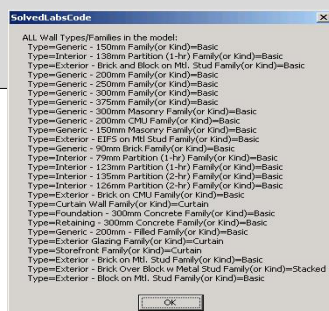 SolvedLabsCode
ALL Wall Types/Families in the model:
Type=Generic - 150mm Family(or Kind)=Basic
Type=Interior - 138mm Partition (1-hr) Family(or Kind)=Basic
Type=Exterior - Brick and Block on Mtl. Stud Family(or Kind)=Basic
Type=Generic - 200mm Family(or Kind)=Basic
Type=Generic - 250mm Family(or Kind)=Basic
Type=Generic - 300mm Family(or Kind)=Basic
Type=Generic - 375mm Family(or Kind)=Basic
Type=Generic - 300mm Masonry Family(or Kind)=Basic
Type=Generic - 200mm CMU Family(or Kind)=Basic
Type=Generic - 150mm Masonry Family(or Kind)=Basic
Type=Exterior - EIFS on Mtl Stud Family(or Kind)=Basic
Type=Generic - 90mm Brick Family(or Kind)=Basic
Type=Interior - 79mm Partition (1-hr) Family(or Kind)=Basic
Type=Interior - 123mm Partition (1-hr) Family(or Kind)=Basic
Type=Interior - 135mm Partition (2-hr) Family(or Kind)=Basic
Type=Interior - 126mm Partition (2-hr) Family(or Kind)=Basic
Type=Exterior - Brick on CMU Family(or Kind)=Basic
Type=Curtain Wall Family(or Kind)=Curtain
Type=Foundation - 300mm Concrete Family(or Kind)=Basic
Type=Retaining - 300mm Concrete Family(or Kind)=Basic
Type=Generic - 200mm - Filled Family(or Kind)=Basic
Type=Exterior Glazing Family(or Kind)=Curtain
Type=Storefront Family(or Kind)=Curtain
Type=Exterior - Brick on Mtl. Stud Family(or Kind)=Basic
Type=Exterior - Brick Over Block w Metal Stud Family(or Kind)=Stacked
Type=Exterior - Block on Mtl. Stud Family(or Kind)=Basic
OK